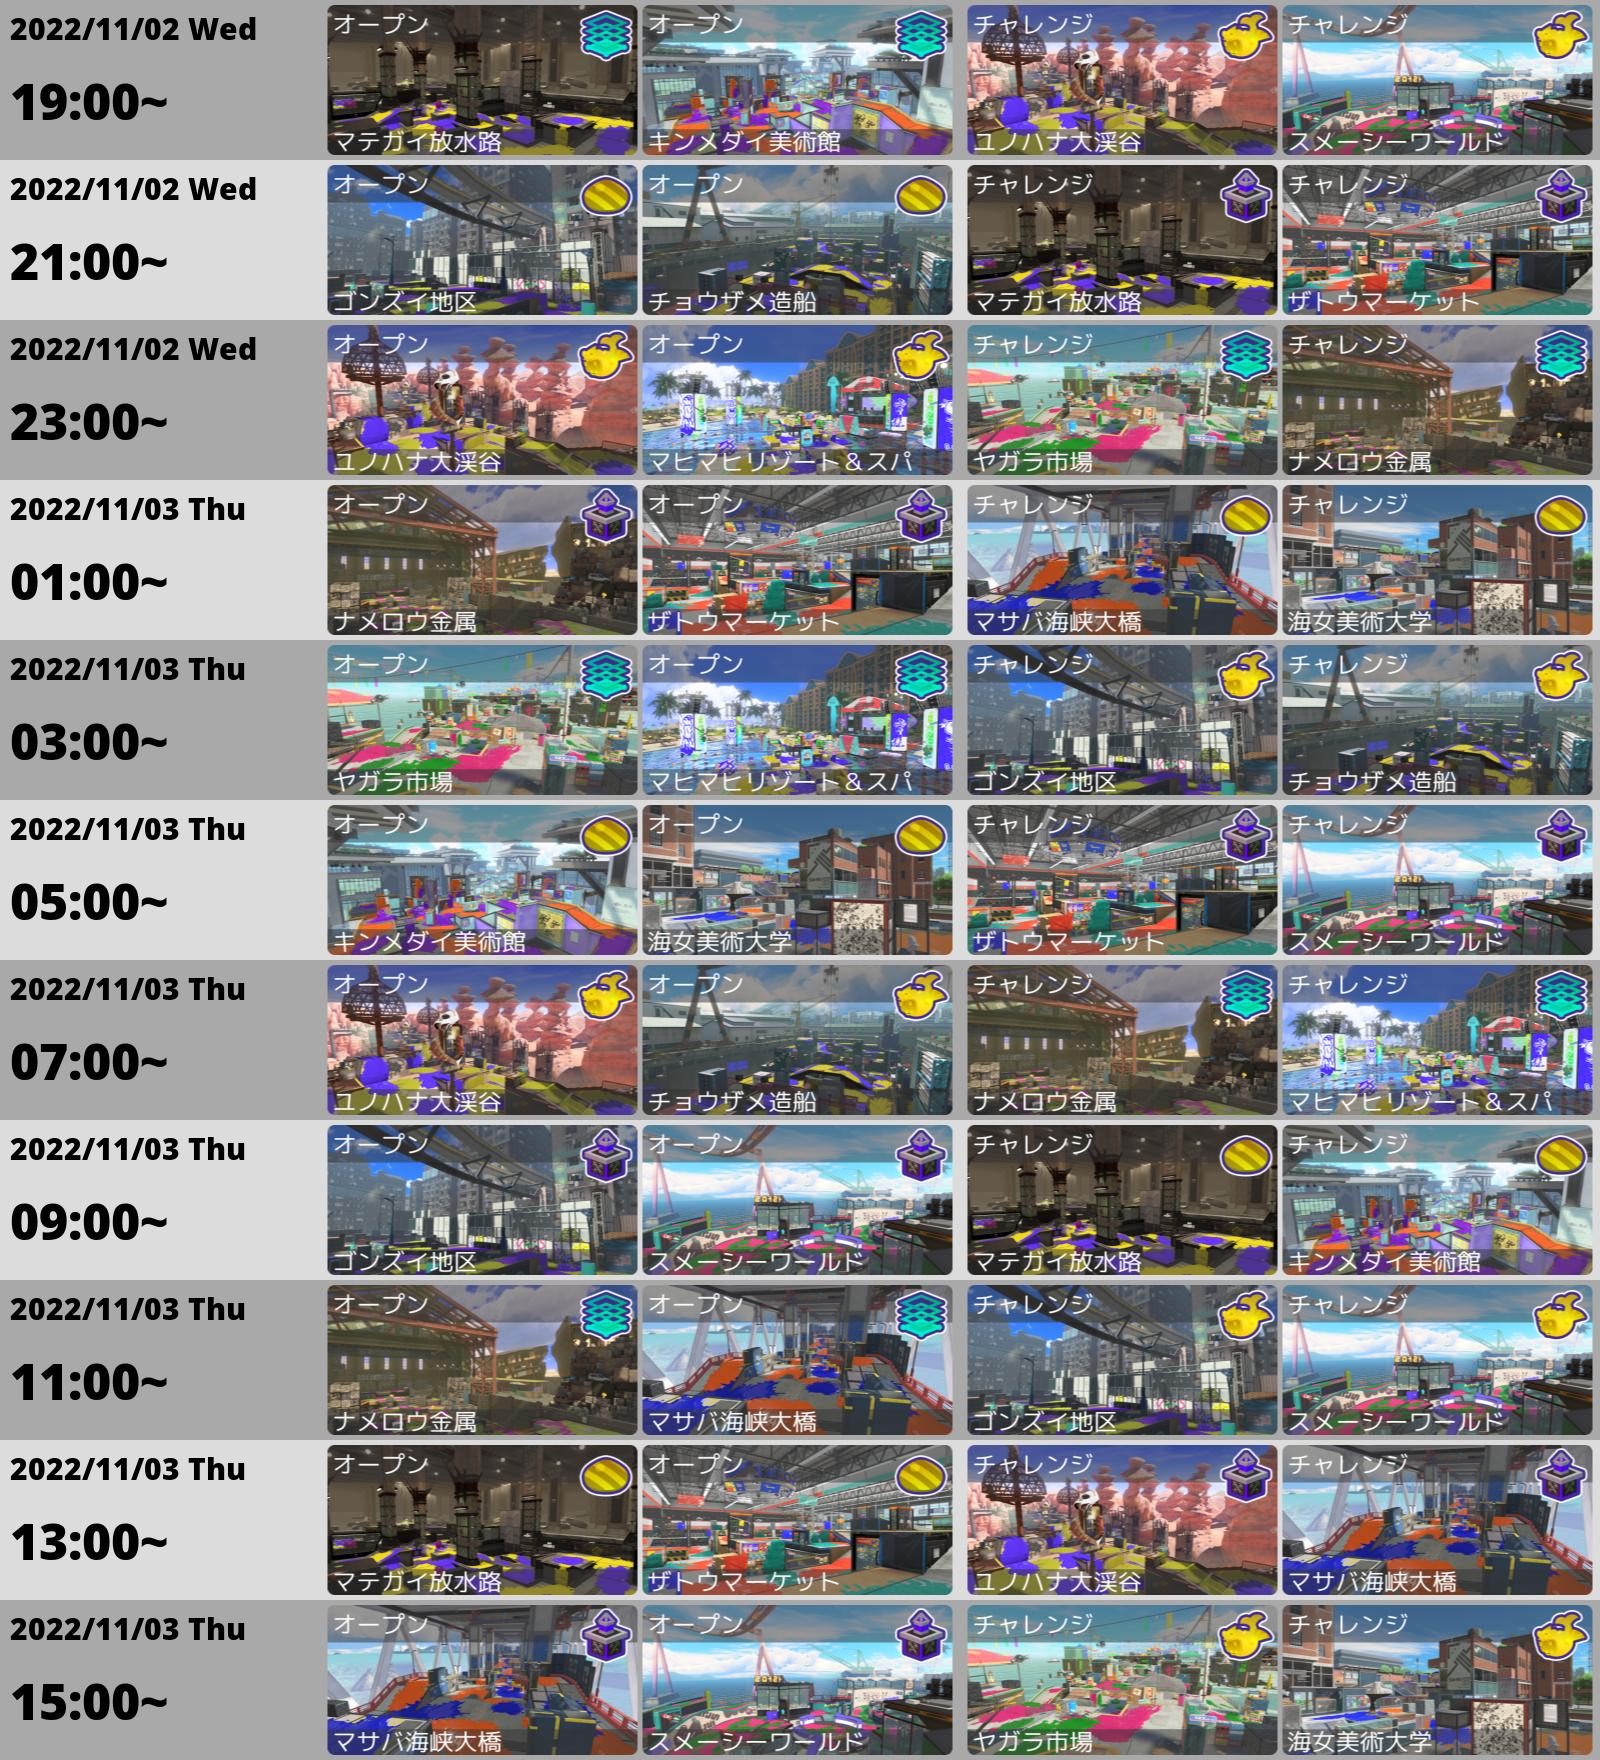 2022/11/02 Wed
19:00~
オープン
マテガイ放水路
オープン
キンメダイ美術館
チャレンジ
ユノハナ大渓谷
チャレンジ
スメーシーワールド
2022/11/02 Wed
21:00~
オープン
ゴンズイ地区
オープン
チョウザメ造船
チャレンジ
マテガイ放水路
チャレンジ
ザトウマーケット
2022/11/02 Wed
23:00~
オープン
ユノハナ大渓谷
オープン
マヒマヒリゾート＆スパ
チャレンジ
ヤガラ市場
チャレンジ
ナメロウ金属
2022/11/03 Thu
01:00~
オープン
ナメロウ金属
オープン
ザトウマーケット
チャレンジ
マサバ海峡大橋
チャレンジ
海女美術大学
2022/11/03 Thu
03:00~
オープン
ヤガラ市場
オープン
マヒマヒリゾート＆スパ
チャレンジ
ゴンズイ地区
チャレンジ
チョウザメ造船
2022/11/03 Thu
05:00~
オープン
キンメダイ美術館
オープン
海女美術大学
チャレンジ
ザトウマーケット
チャレンジ
スメーシーワールド
2022/11/03 Thu
07:00~
オープン
ユノハナ大渓谷
オープン
チョウザメ造船
チャレンジ
ナメロウ金属
チャレンジ
マヒマヒリゾート＆スパ
2022/11/03 Thu
09:00~
オープン
ゴンズイ地区
オープン
スメーシーワールド
チャレンジ
マテガイ放水路
チャレンジ
キンメダイ美術館
2022/11/03 Thu
11:00~
オープン
ナメロウ金属
オープン
マサバ海峡大橋
チャレンジ
ゴンズイ地区
チャレンジ
スメーシーワールド
2022/11/03 Thu
13:00~
オープン
マテガイ放水路
オープン
ザトウマーケット
チャレンジ
ユノハナ大渓谷
チャレンジ
マサバ海峡大橋
2022/11/03 Thu
15:00~
オープン
マサバ海峡大橋
オープン
スメーシーワールド
チャレンジ
ヤガラ市場
チャレンジ
海女美術大学